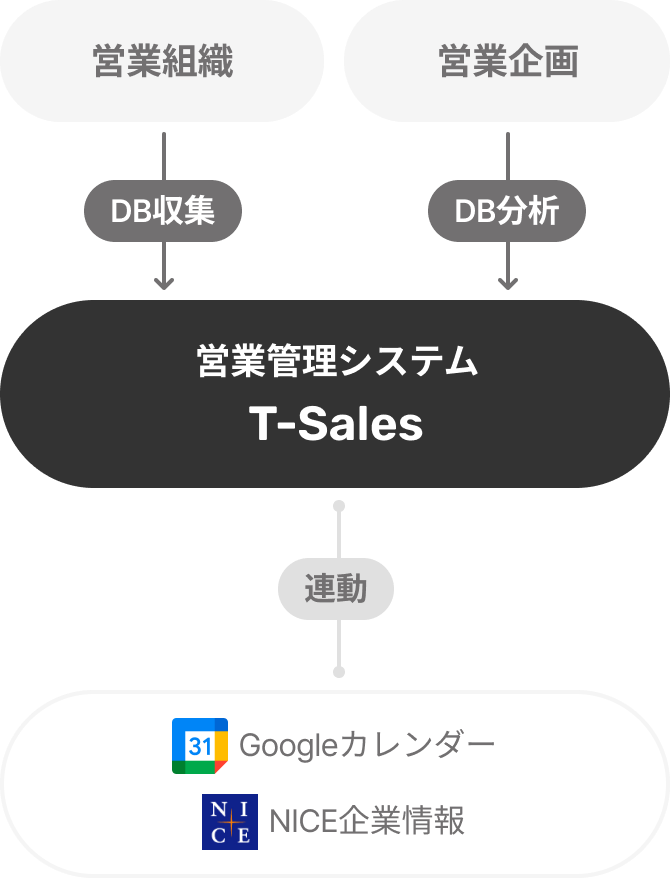 営業組織
営業企画
DB収集
DB分析
営業管理システム
T-Sales
連動
31 Googleカレンダー
NICE NICE企業情報